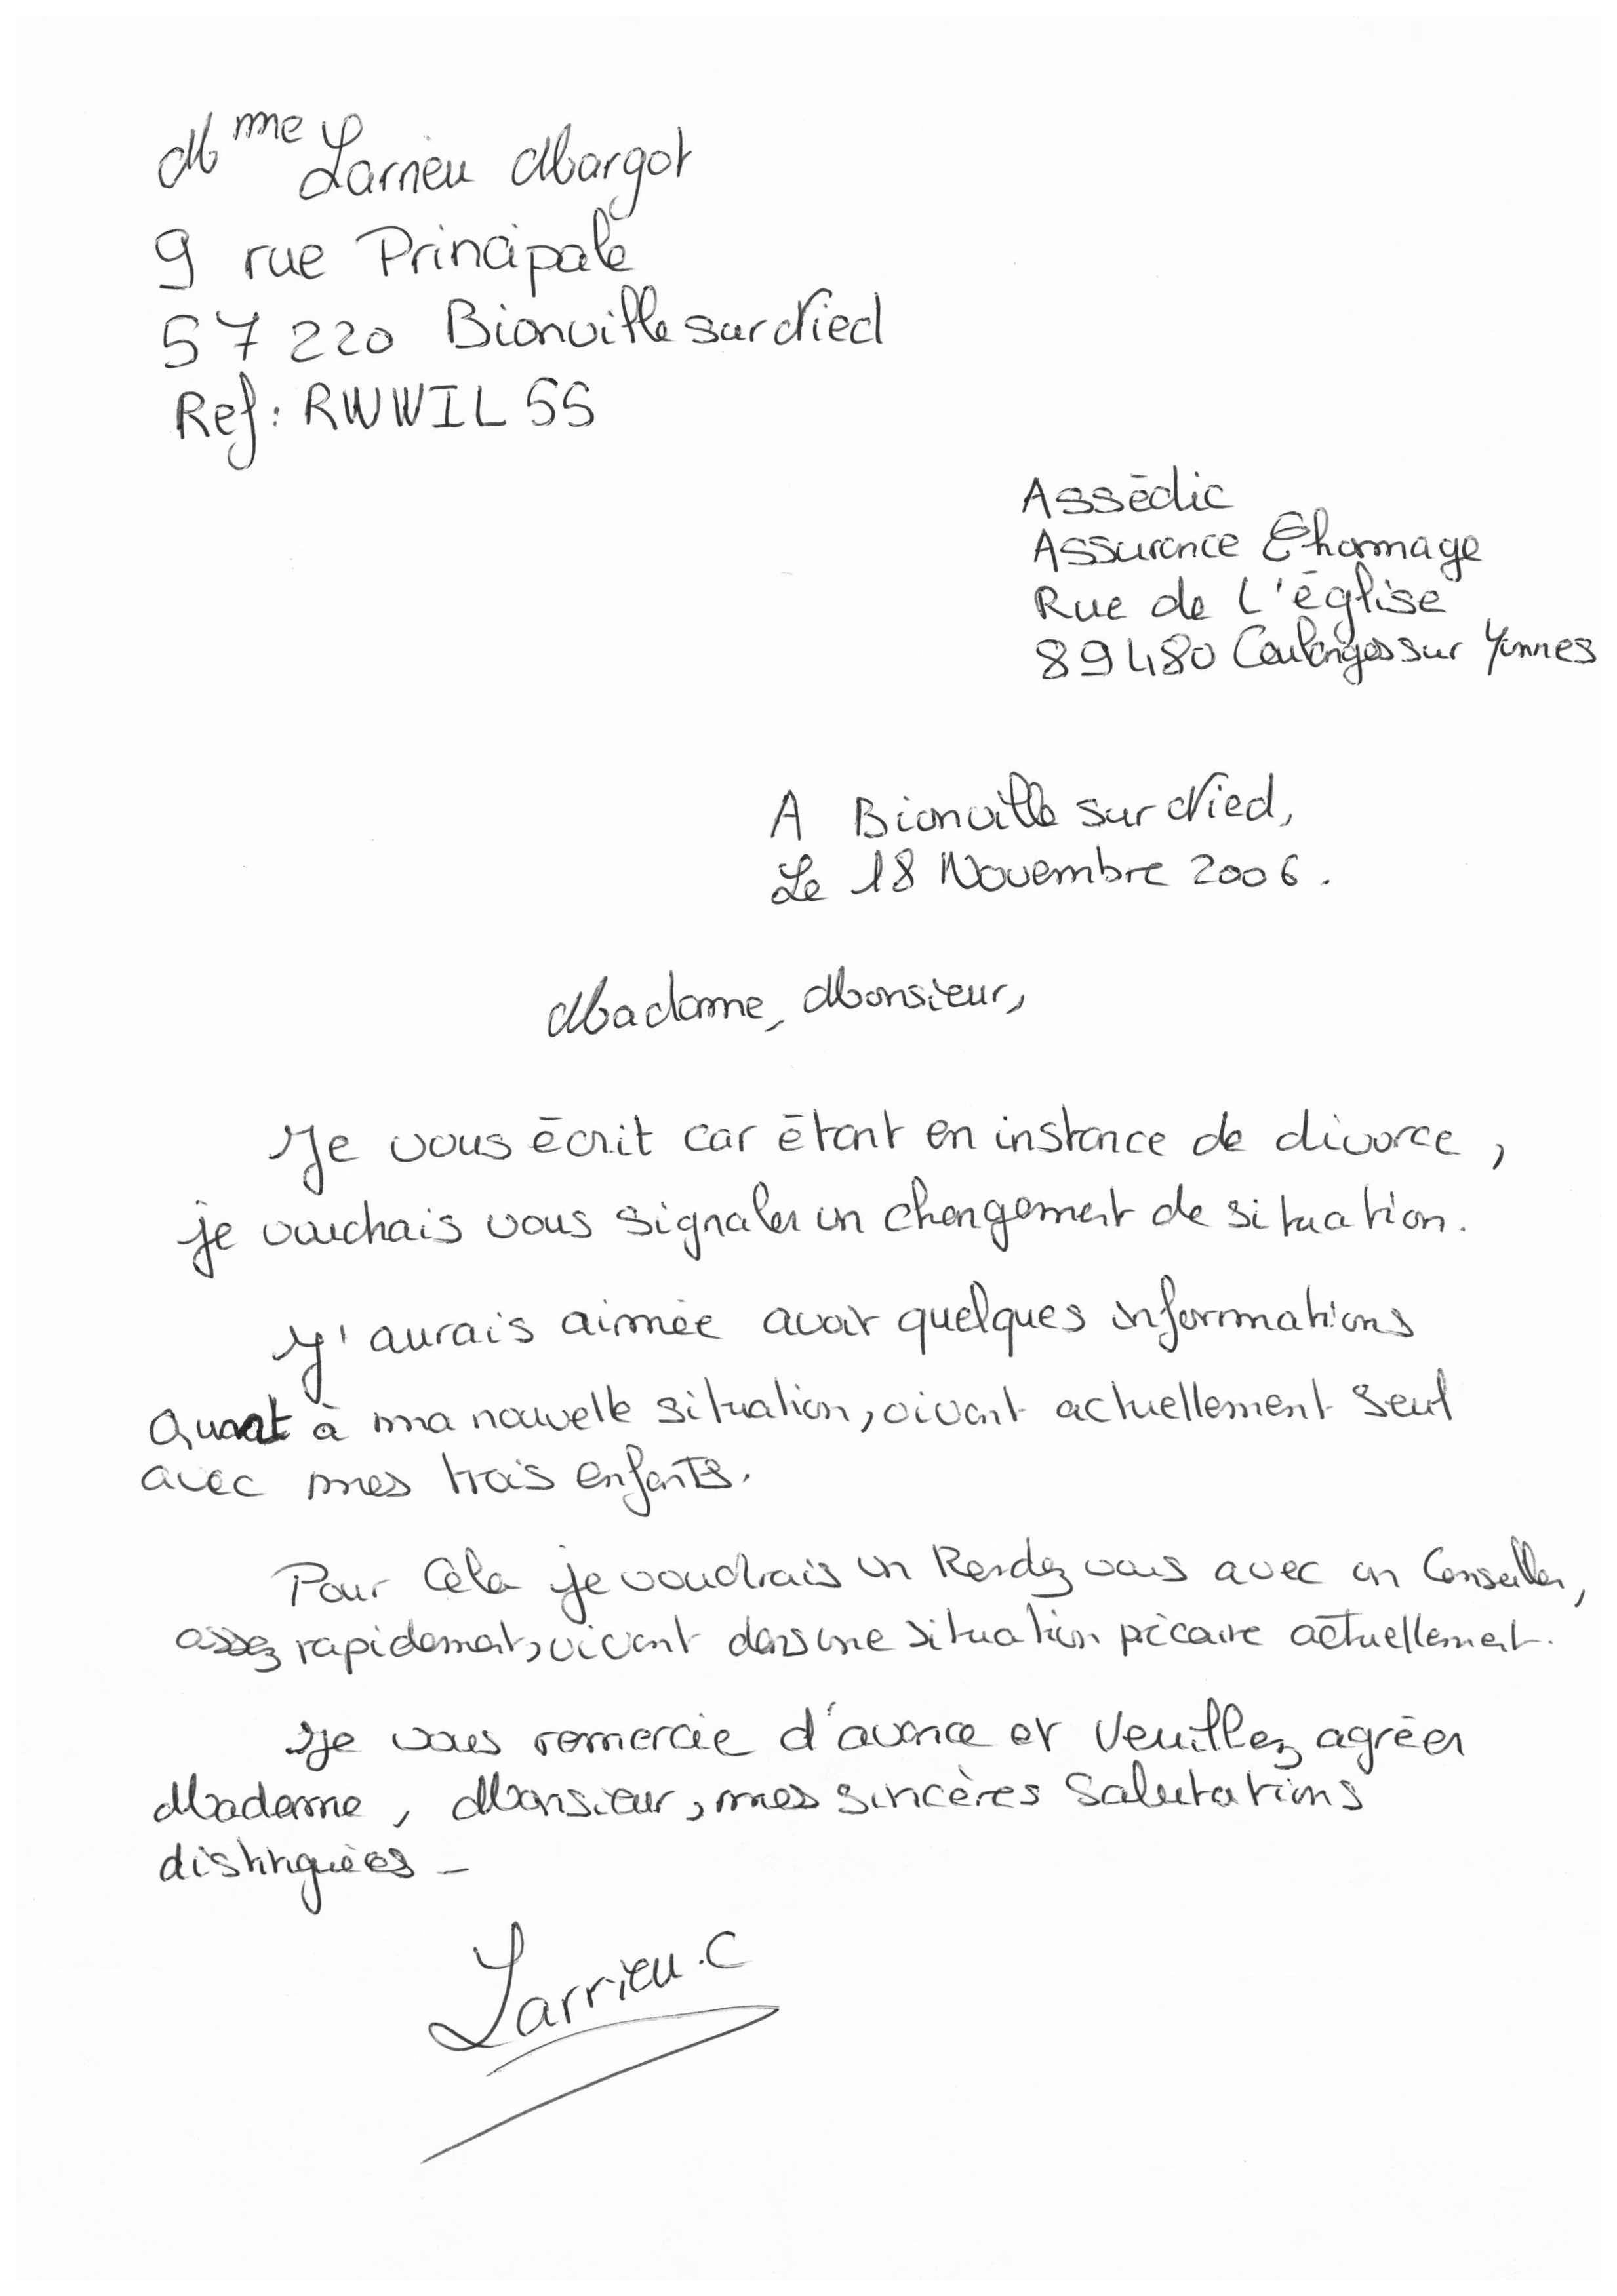 Mme Larrieu Margot
9 rue Principale
57220 Bionville sur Nied
Ref: RWWIL55
Assédic
Assurance Chomage
Rue de L'église
89480 Coulanges sur Yonnes
A Bionville sur Nied,
Le 18 Novembre 2006.
Madame, Monsieur,
Je vous écrit car étant en instance de divorce,
je voudrais vous signaler un changement de situation.
J'aurais aimée avoir quelques informations
Quant à ma nouvelle situation, vivant actuellement seul
avec mes trois enfants.
Pour Cela je voudrais un Rendez vous avec un Conseiller,
assez rapidement, vivant dans une situation précaire actuellement.
Je vous remercie d'avance et Veuillez agréer
Madame, Monsieur, mes sincères Salutations
distinguées -
Larrieu.C